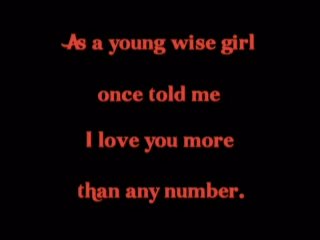 As a young wise girl
once told me
I love you more
than any number.